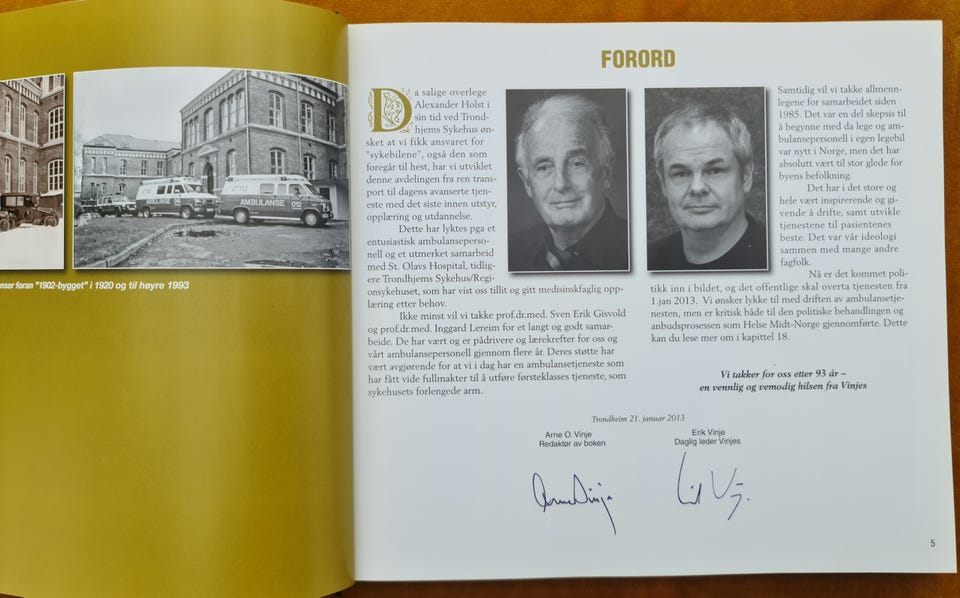 112
AMBULANSE 012
nser foran "1902-bygget" i 1920 og til høyre 1993
FORORD
Da salige overlege
Alexander Holst i
sin tid ved Trond-
hjems Sykehus øn-
sket at vi fikk ansvaret for
"sykebilene", også den som
foregår til hest, har vi utviklet
denne avdelingen fra ren trans-
port til dagens avanserte tjen-
este med det siste innen utstyr,
opplæring og utdannelse.
Dette har lyktes pga et
entusiastisk ambulanseperso-
nell og et utmerket samarbeid
med St. Olavs Hospital, tidlig-
ere Trondhjems Sykehus/Regi-
onsykehuset, som har vist oss tillit og gitt medisinskfaglig opp-
læring etter behov.
Ikke minst vil vi takke prof.dr.med. Sven Erik Gisvold
og prof.dr.med. Inggard Lereim for et langt og godt samar-
beide. De har vært og er pådrivere og lærekrefter for oss og
vårt ambulansepersonell gjennom flere år. Deres støtte har
vært avgjørende for at vi i dag har en ambulansetjeneste som
har fått vide fullmakter til å utføre førsteklasses tjeneste, som
sykehusets forlengede arm.
Samtidig vil vi takke allmenn-
legene for samarbeidet siden
1985. Det var en del skepsis til
å begynne med da lege og am-
bulansepersonell i egen legebil
var nytt i Norge, men det har
absolutt vært til stor glede for
byens befolkning.
Det har i det store og
hele vært inspirerende og gi-
vende å drifte, samt utvikle
tjenestene til pasientenes
beste. Det var vår ideologi
sammen med mange andre
fagfolk.
Nå er det kommet poli-
tikk inn i bildet, og det offentlige skal overta tjenesten fra
1.jan 2013. Vi ønsker lykke til med driften av ambulansetje-
nesten, men er kritisk både til den politiske behandlingen og
anbudsprosessen som Helse Midt-Norge gjennomførte. Dette
kan du lese mer om i kapittel 18.
Vi takker for oss etter 93 år –
en vennlig og vemodig hilsen fra Vinjes
Trondheim 21. januar 2013
Arne O. Vinje
Redaktør av boken
Erik Vinje
Daglig leder Vinjes
Arne Vinje
5